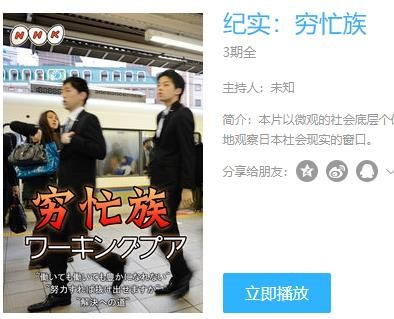 NHK
穷忙族
ワーキングプア
"働いても働いても豊かになれない"
"努力すれば抜け出せますか"
"解決への道"
纪实：穷忙族
3期全
主持人：未知
简介：本片以微观的社会底层个
地观察日本社会现实的窗口。
分享给朋友：
立即播放